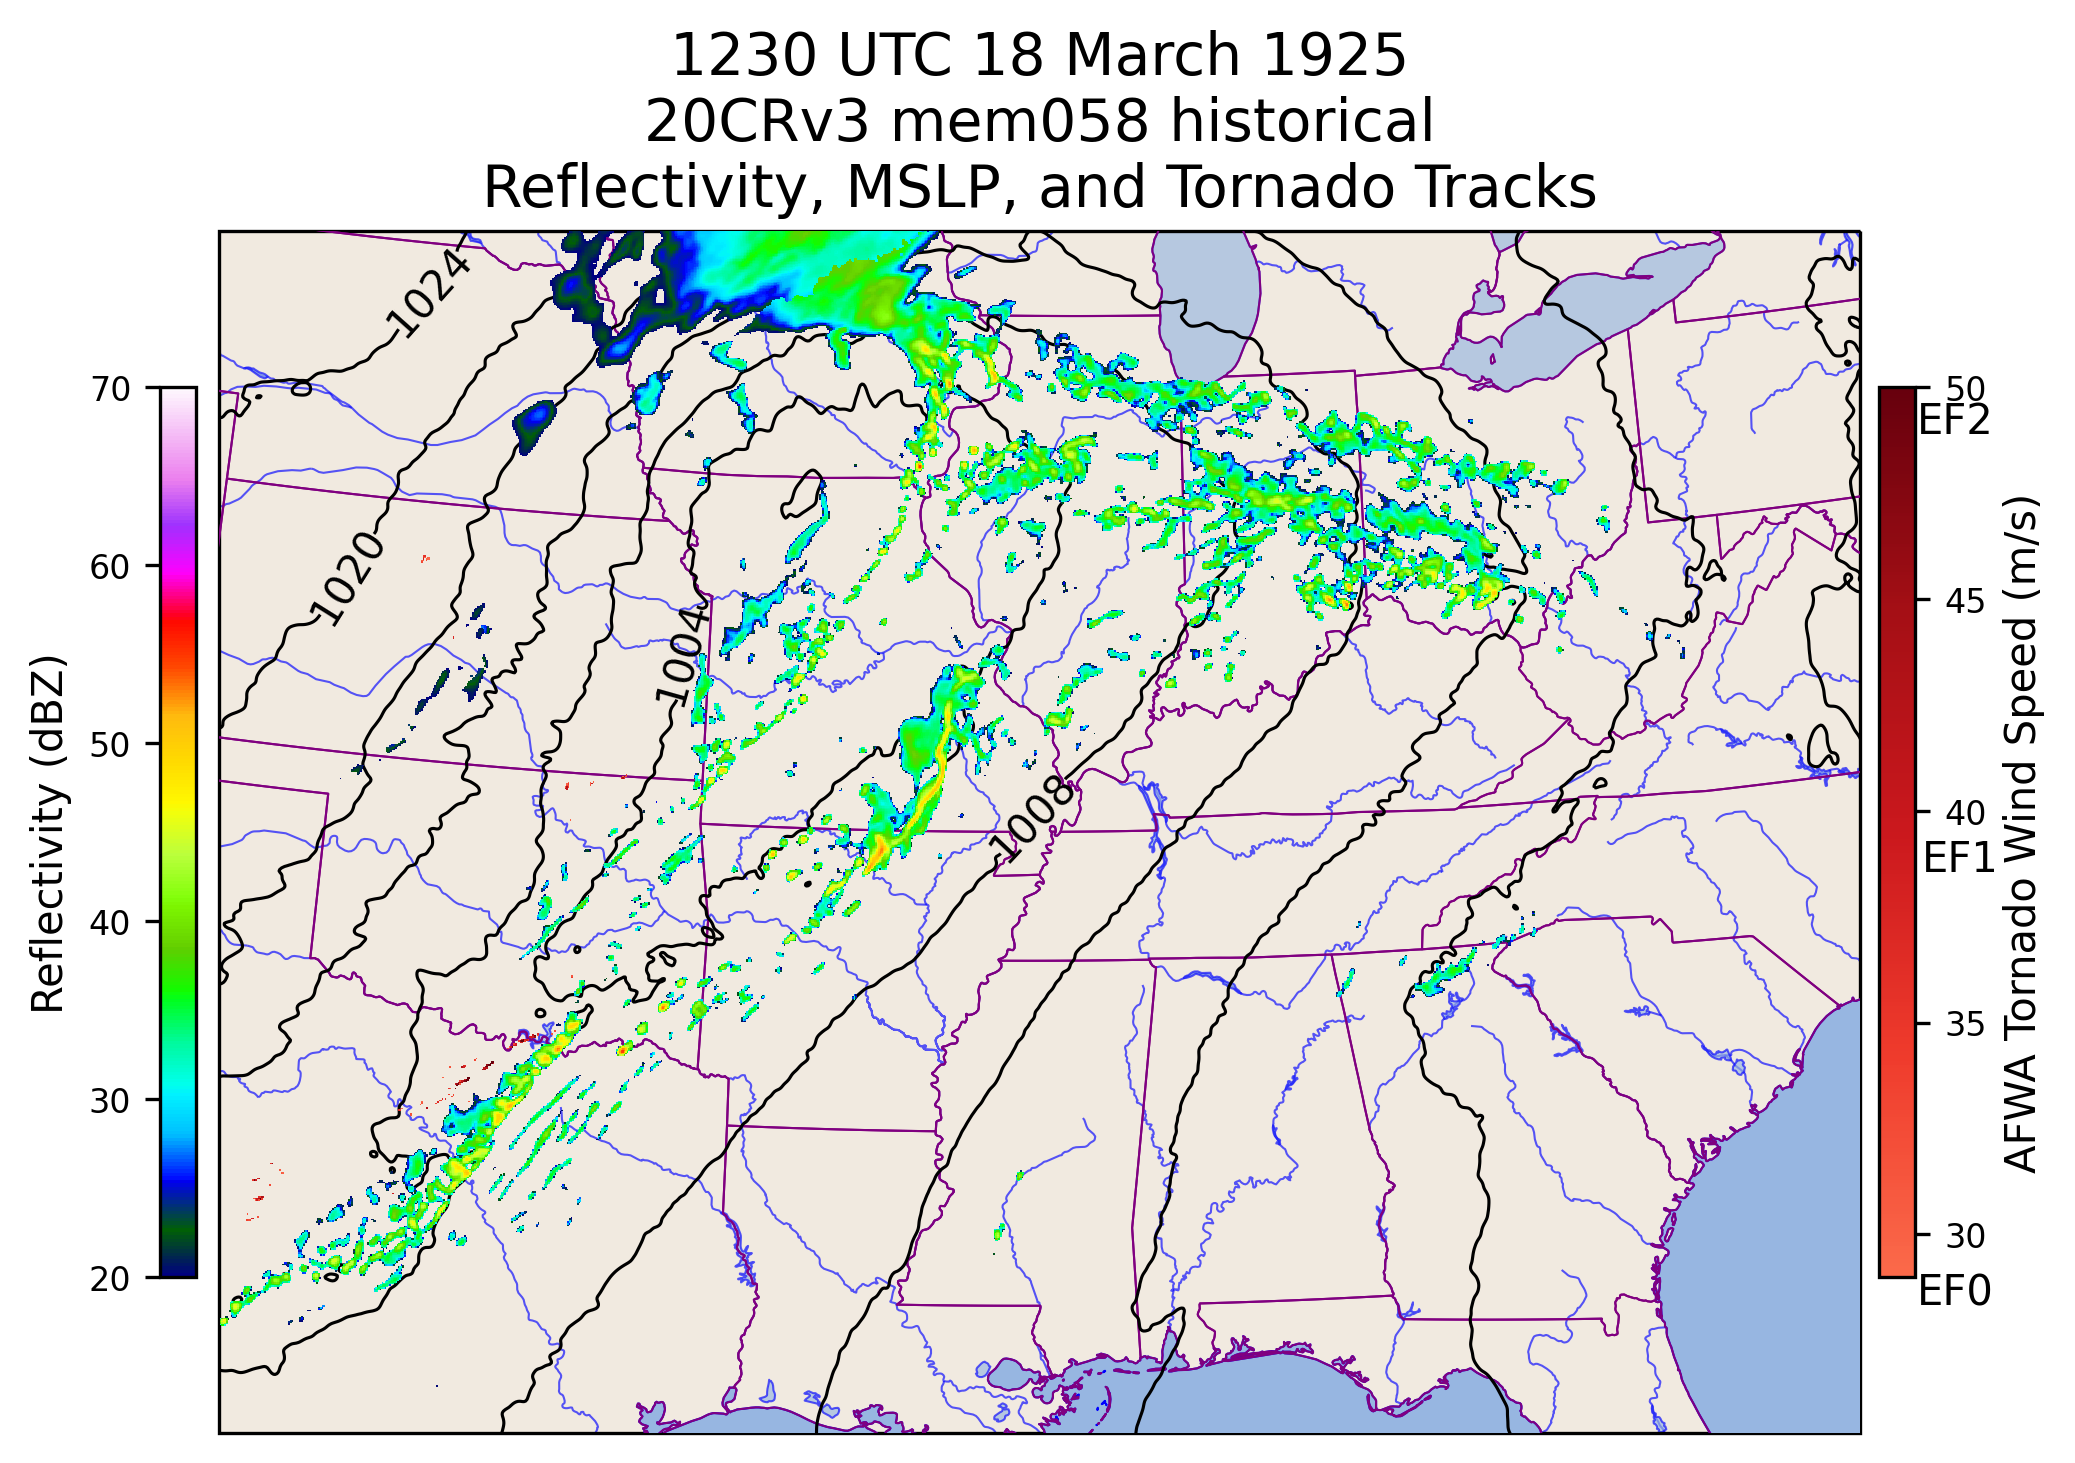 1230 UTC 18 March 1925
20CRv3 mem058 historical
Reflectivity, MSLP, and Tornado Tracks
1024
1020
1004
1008
70
60
50
40
30
20
Reflectivity (dBZ)
50
EF2
45
40
EF1
35
30
EF0
AFWA Tornado Wind Speed (m/s)